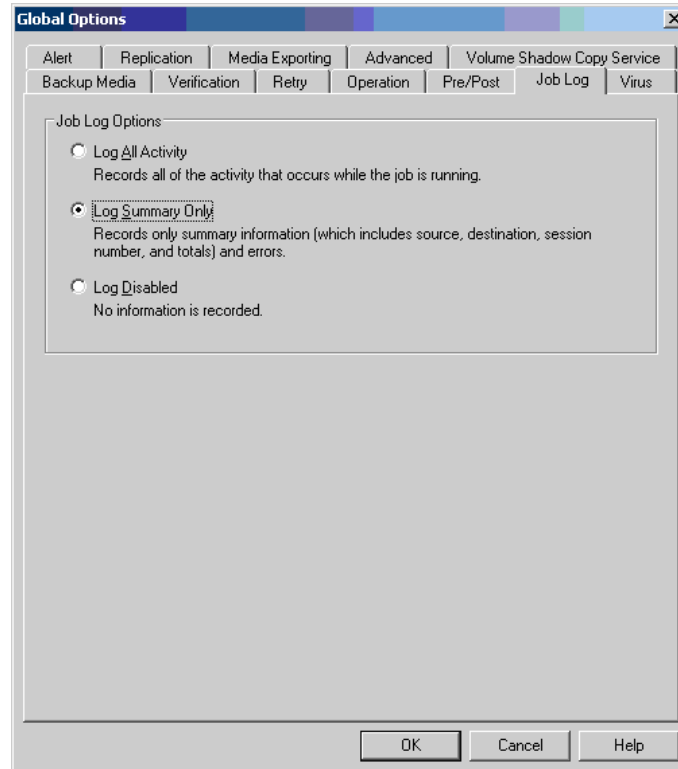 Global Options
Alert Replication Media Exporting Advanced Volume Shadow Copy Service
Backup Media Verification Retry Operation Pre/Post Job Log Virus
Job Log Options
Log All Activity
Records all of the activity that occurs while the job is running.
Log Summary Only
Records only summary information (which includes source, destination, session
number, and totals) and errors.
Log Disabled
No information is recorded.
OK Cancel Help